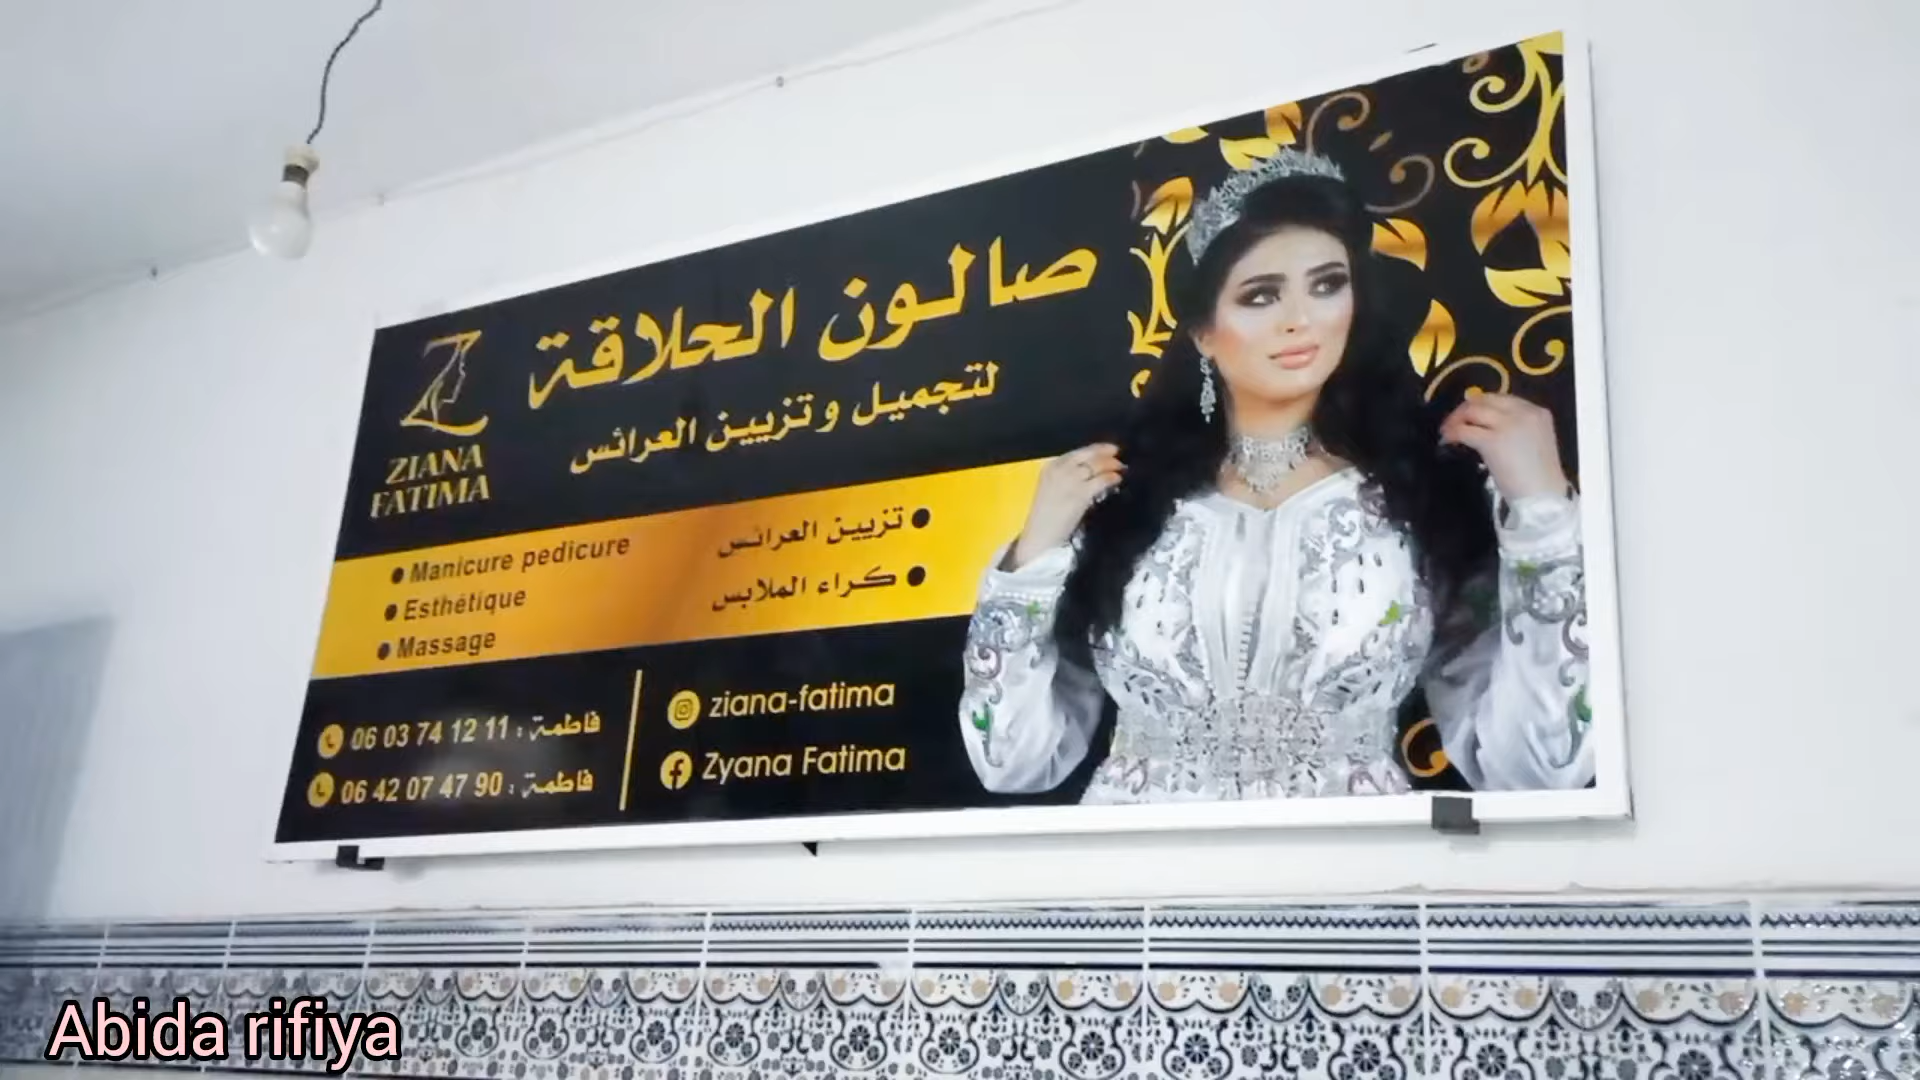 صالون الحلاقة
لتجميل وتزيين العرائس
ZIANA
FATIMA
• Manicure pedicure
• Esthétique
• Massage
• تزيين العرائس
• كراء الملابس
06 03 74 12 11 : فاطمة
06 42 07 47 90 : فاطمة
ziana-fatima
Zyana Fatima
Abida rifiya